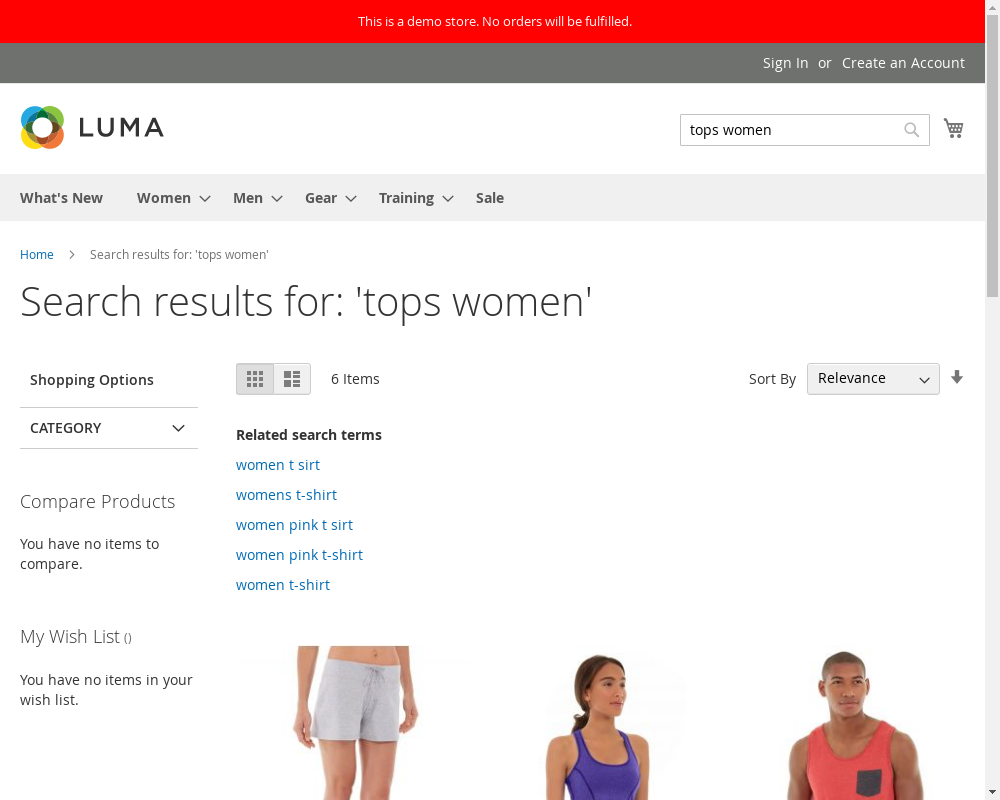 This is a demo store. No orders will be fulfilled.
Sign In or Create an Account
LUMA
tops women
What's New Women Men Gear Training Sale
Home Search results for: 'tops women'
Search results for: 'tops women'
Shopping Options
CATEGORY
Compare Products
You have no items to
compare.
My Wish List ()
You have no items in your
wish list.
6 Items
Sort By Relevance
Related search terms
women t sirt
womens t-shirt
women pink t sirt
women pink t-shirt
women t-shirt